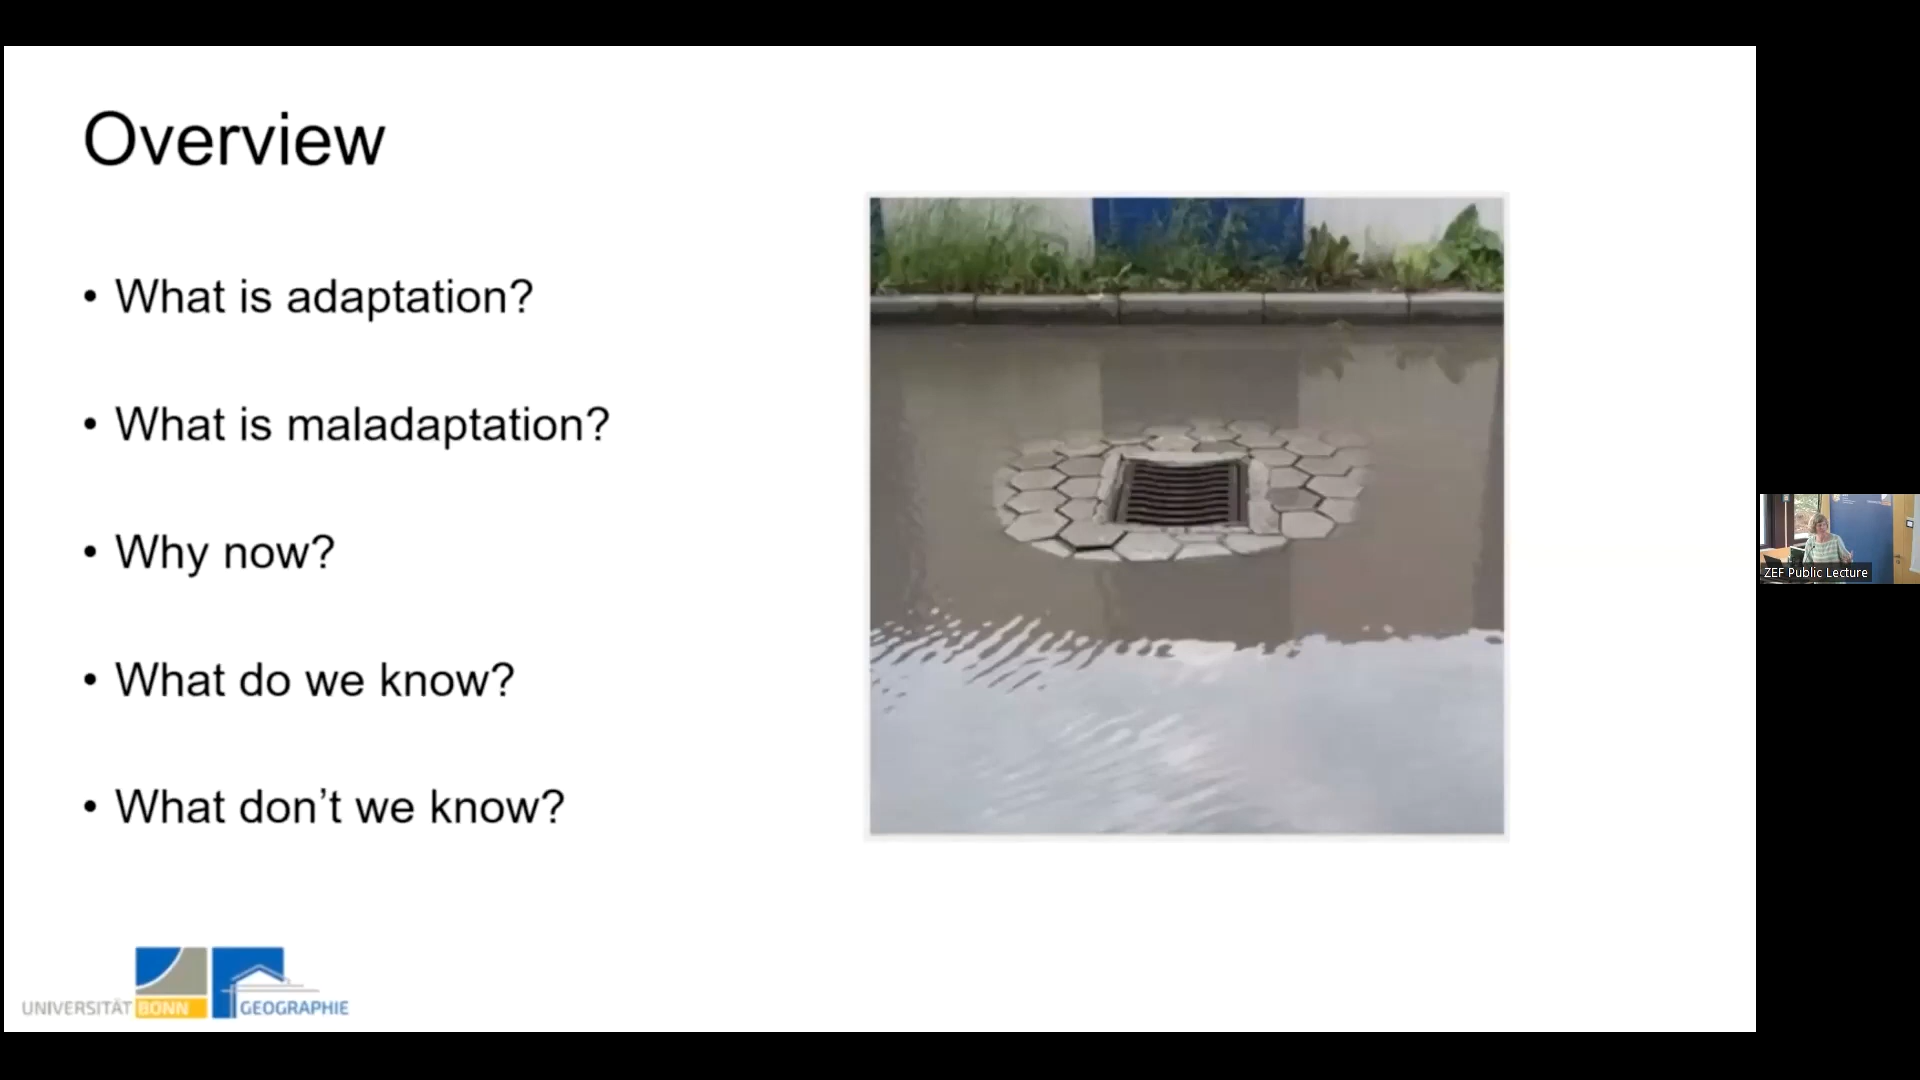 Overview
• What is adaptation?
• What is maladaptation?
• Why now?
• What do we know?
• What don’t we know?
UNIVERSITÄT BONN
GEOGRAPHIE
ZEF Public Lecture